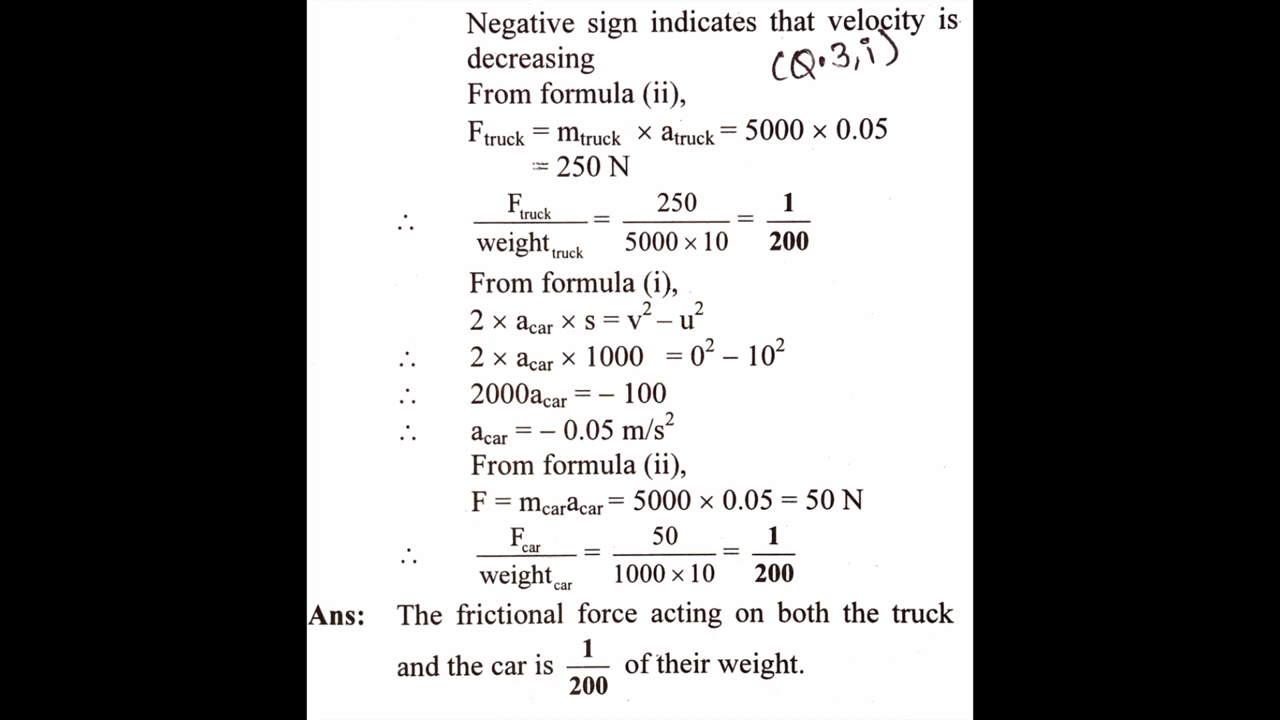 Negative sign indicates that velocity is
decreasing
(Q.3,i)
From formula (ii),
F_truck = m_truck × a_truck = 5000 × 0.05
= 250 N
∴ F_truck / weight_truck = 250 / 5000 × 10 = 1 / 200
From formula (i),
2 × a_car × s = v² – u²
∴ 2 × a_car × 1000 = 0² – 10²
∴ 2000a_car = – 100
∴ a_car = – 0.05 m/s²
From formula (ii),
F = m_car a_car = 5000 × 0.05 = 50 N
∴ F_car / weight_car = 50 / 1000 × 10 = 1 / 200
Ans: The frictional force acting on both the truck
and the car is 1 / 200 of their weight.